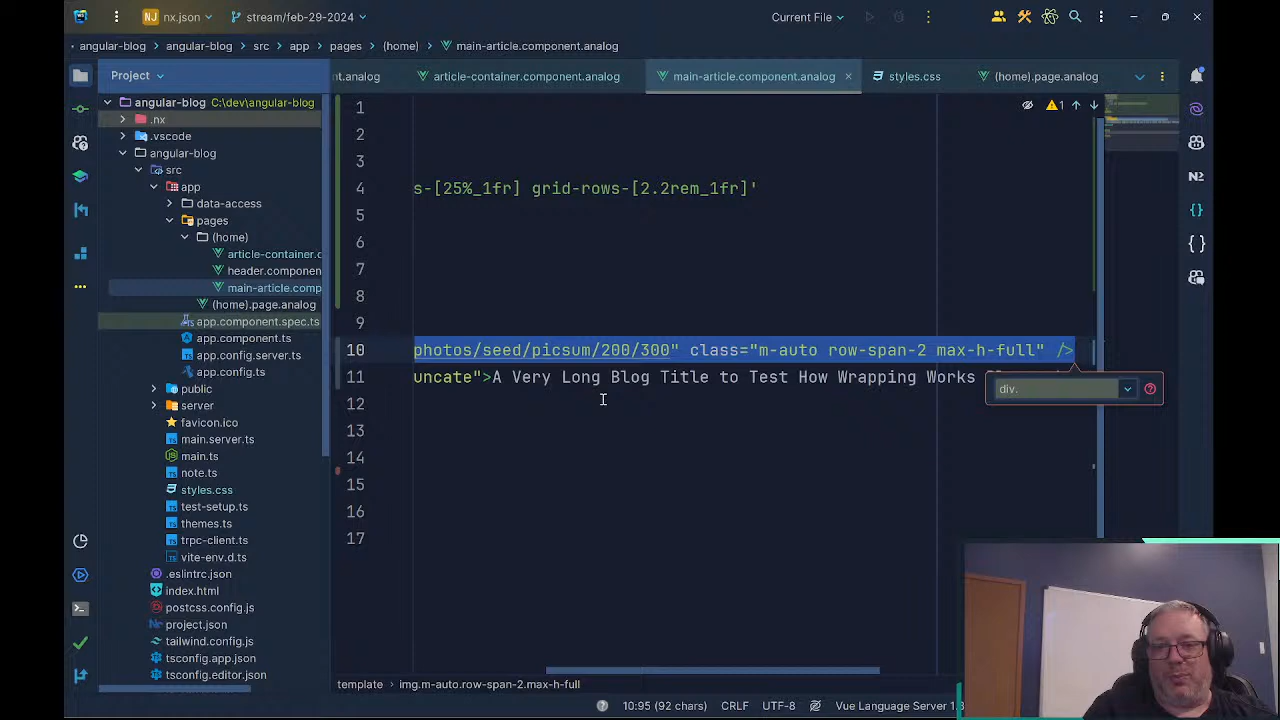 nx.json
stream/feb-29-2024
Current File
angular-blog
angular-blog
src
app
pages
(home)
main-article.component.analog
Project
nt.analog
article-container.component.analog
main-article.component.analog
styles.css
(home).page.analog
angular-blog C:\dev\angular_blog
.nx
.vscode
angular-blog
src
app
data-access
pages
(home)
article-container.c
header.component
main-article.comp
(home).page.analog
app.component.spec.ts
app.component.ts
app.config.server.ts
app.config.ts
public
server
favicon.ico
main.server.ts
main.ts
note.ts
styles.css
test-setup.ts
themes.ts
trpc-client.ts
vite-env.d.ts
.eslintrc.json
index.html
postcss.config.js
project.json
tailwind.config.js
tsconfig.app.json
tsconfig.editor.json
1
1
2
3
4 s-[25%_1fr] grid-rows-[2.2rem_1fr]'
5
6
7
8
9
10 photos/seed/picsum/200/300" class="m-auto row-span-2 max-h-full" />
11 uncate">A Very Long Blog Title to Test How Wrapping Works
div.
12
13
14
15
16
17
template
img.m-auto.row-span-2.max-h-full
10:95 (92 chars)
CRLF
UTF-8
Vue Language Server 1.8